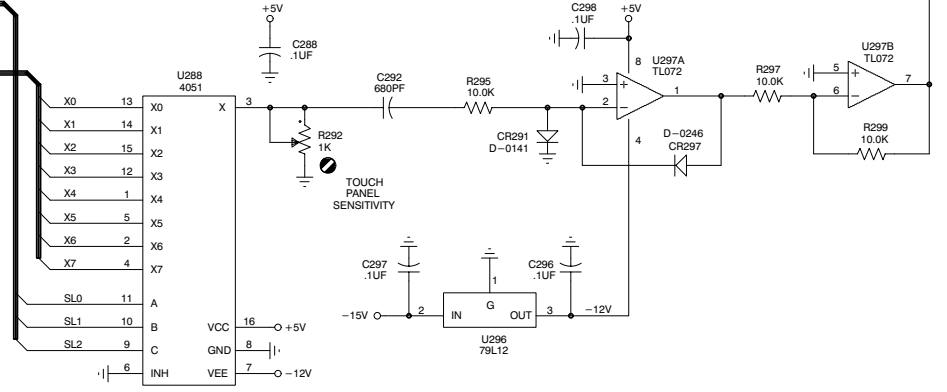 +5V
C288
.1UF
C298
.1UF
+5V
U288
4051
X0 13 X0
X1 14 X1
X2 15 X2
X3 12 X3
X4 1 X4
X5 5 X5
X6 2 X6
X7 4 X7
SL0 11 A
SL1 10 B
SL2 9 C
6 INH
X 3
VCC 16 +5V
GND 8
VEE 7 -12V
R292
1K
TOUCH
PANEL
SENSITIVITY
C292
680PF
R295
10.0K
CR291
D-0141
8
U297A
TL072
3 +
2 -
1
4
D-0246
CR297
R297
10.0K
U297B
TL072
5 +
6 -
7
R299
10.0K
C297
.1UF
C296
.1UF
1
G
-15V 2 IN OUT 3 -12V
U296
79L12